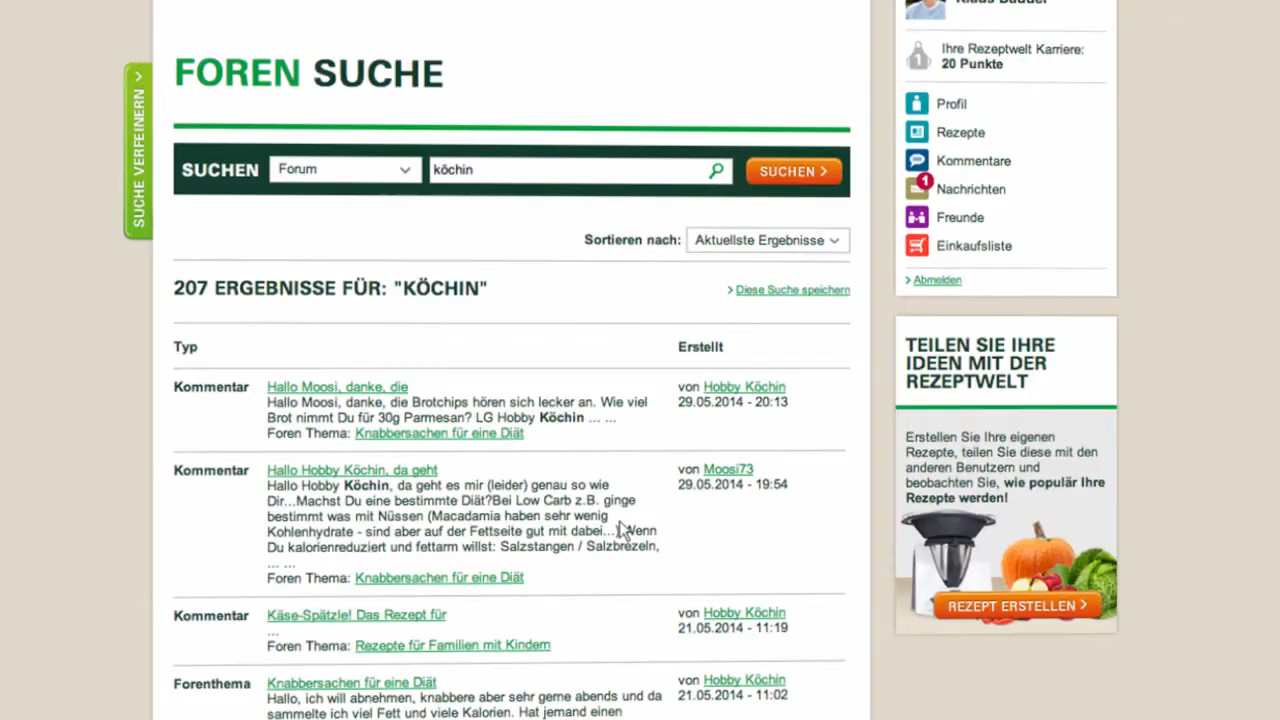 FOREN SUCHE
SUCHE VERFEINERN >
SUCHEN
Forum
köchin
SUCHEN >
Sortieren nach:
Aktuellste Ergebnisse
207 ERGEBNISSE FÜR: "KÖCHIN"
> Diese Suche speichern
Typ
Erstellt
Kommentar
Hallo Moosi, danke, die
Hallo Moosi, danke, die Brotchips hören sich lecker an. Wie viel
Brot nimmt Du für 30g Parmesan? LG Hobby Köchin ... ...
Foren Thema: Knabbersachen für eine Diät
von Hobby Köchin
29.05.2014 - 20:13
Kommentar
Hallo Hobby Köchin, da geht
Hallo Hobby Köchin, da geht es mir (leider) genau so wie
Dir...Machst Du eine bestimmte Diät?Bei Low Carb z.B. ginge
bestimmt was mit Nüssen (Macadamia haben sehr wenig
Kohlenhydrate - sind aber auf der Fettseite gut mit dabei...) Wenn
Du kalorienreduziert und fettarm willst: Salzstangen / Salzbrezeln,
... ...
Foren Thema: Knabbersachen für eine Diät
von Moosi73
29.05.2014 - 19:54
Kommentar
Käse-Spätzle! Das Rezept für
...
Foren Thema: Rezepte für Familien mit Kindern
von Hobby Köchin
21.05.2014 - 11:19
Forenthema
Knabbersachen für eine Diät
Hallo, ich will abnehmen, knabbere aber sehr gerne abends und da
sammelte ich viel Fett und viele Kalorien. Hat jemand einen
von Hobby Köchin
21.05.2014 - 11:02
Ihre Rezeptwelt Karriere:
20 Punkte
1
Profil
Rezepte
Kommentare
1
Nachrichten
Freunde
Einkaufsliste
> Abmelden
TEILEN SIE IHRE
IDEEN MIT DER
REZEPTWELT
Erstellen Sie Ihre eigenen
Rezepte, teilen Sie diese mit den
anderen Benutzern und
beobachten Sie, wie populär Ihre
Rezepte werden!
REZEPT ERSTELLEN >